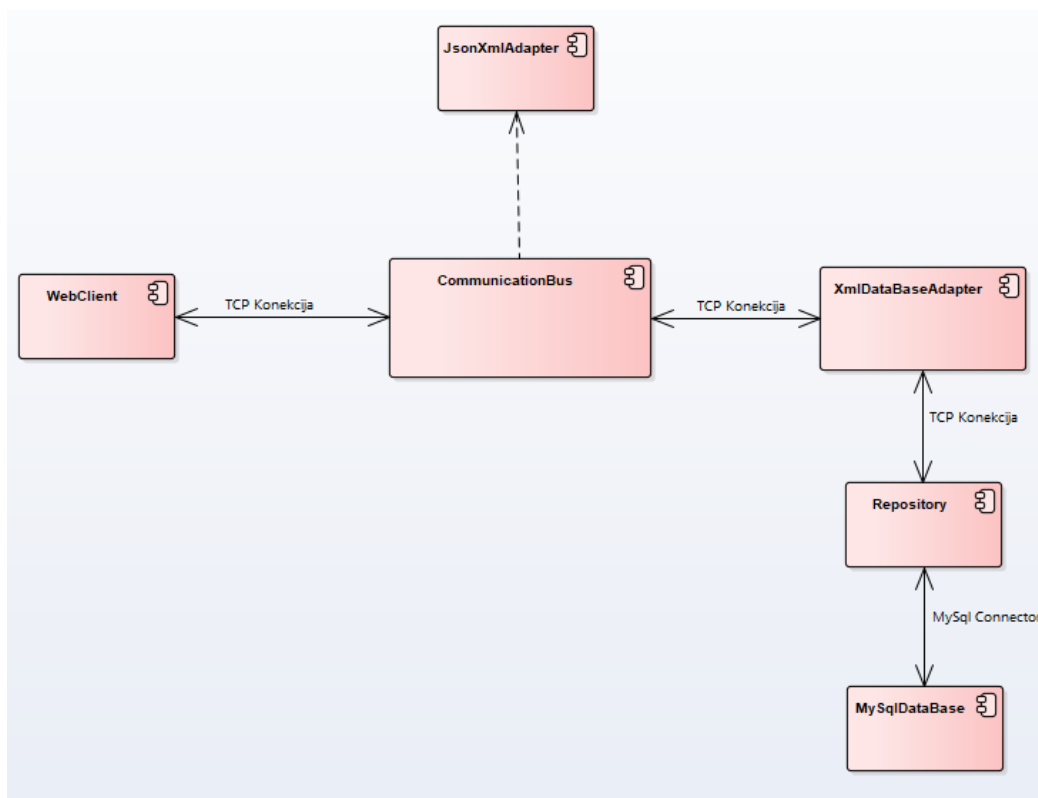 JsonXmlAdapter
WebClient
TCP Konekcija
CommunicationBus
TCP Konekcija
XmlDataBaseAdapter
TCP Konekcija
Repository
MySql Connector
MySqlDataBase